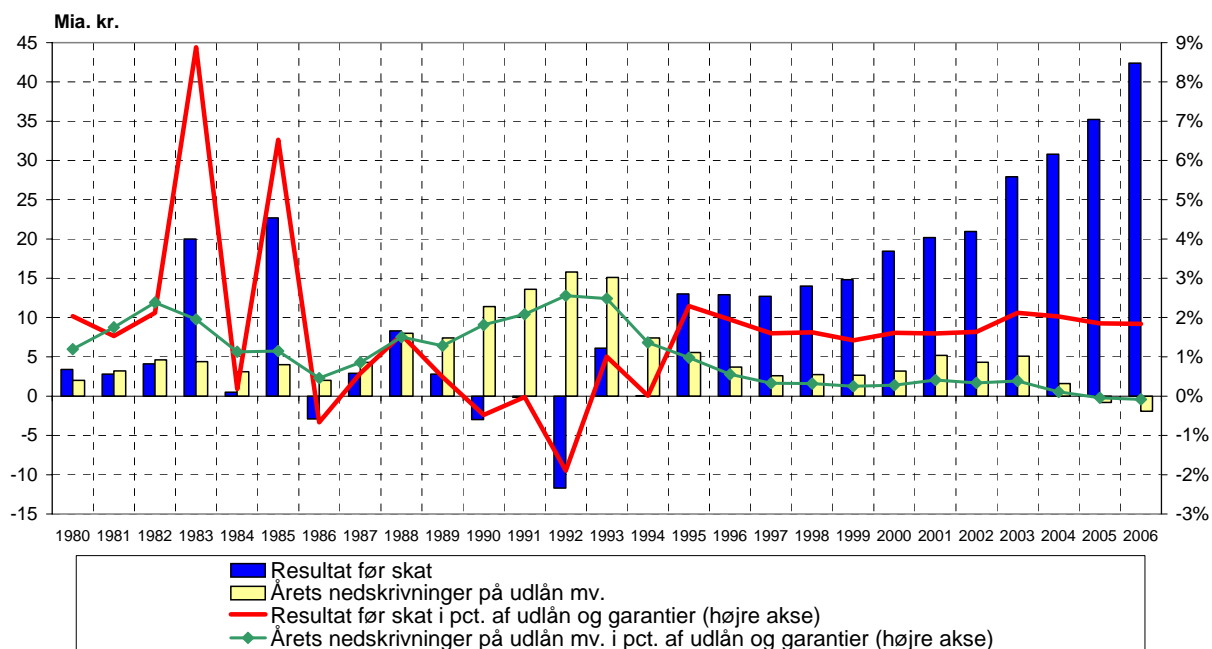 Mia. kr.
45 9%
40 8%
35 7%
30 6%
25 5%
20 4%
15 3%
10 2%
5 1%
0 0%
-5 -1%
-10 -2%
-15 -3%
1980 1981 1982 1983 1984 1985 1986 1987 1988 1989 1990 1991 1992 1993 1994 1995 1996 1997 1998 1999 2000 2001 2002 2003 2004 2005 2006
Resultat før skat
Årets nedskrivninger på udlån mv.
Resultat før skat i pct. af udlån og garantier (højre akse)
Årets nedskrivninger på udlån mv. i pct. af udlån og garantier (højre akse)